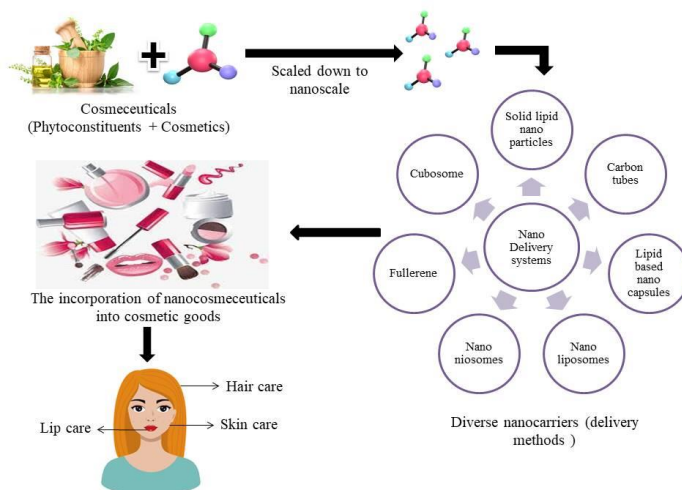 Scaled down to
nanoscale
Cosmeceuticals
(Phytoconstituents + Cosmetics)
Solid lipid
nano
particles
Carbon
tubes
Lipid
based nano
capsules
Nano
liposomes
Nano
niosomes
Fullerene
Cubosome
Nano
Delivery
systems
Diverse nanocarriers (delivery
methods )
The incorporation of nanocosmeceuticals
into cosmetic goods
Hair care
Lip care
Skin care